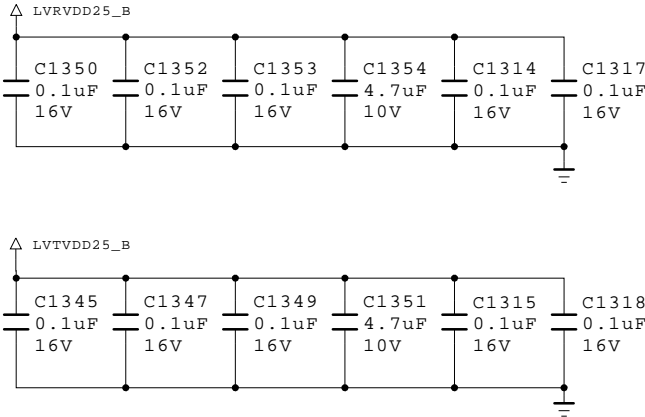 LVRVDD25_B
C1350 C1352 C1353 C1354 C1314 C1317
0.1uF 0.1uF 0.1uF 4.7uF 0.1uF 0.1uF
16V 16V 16V 10V 16V 16V
LVTVDD25_B
C1345 C1347 C1349 C1351 C1315 C1318
0.1uF 0.1uF 0.1uF 4.7uF 0.1uF 0.1uF
16V 16V 16V 10V 16V 16V